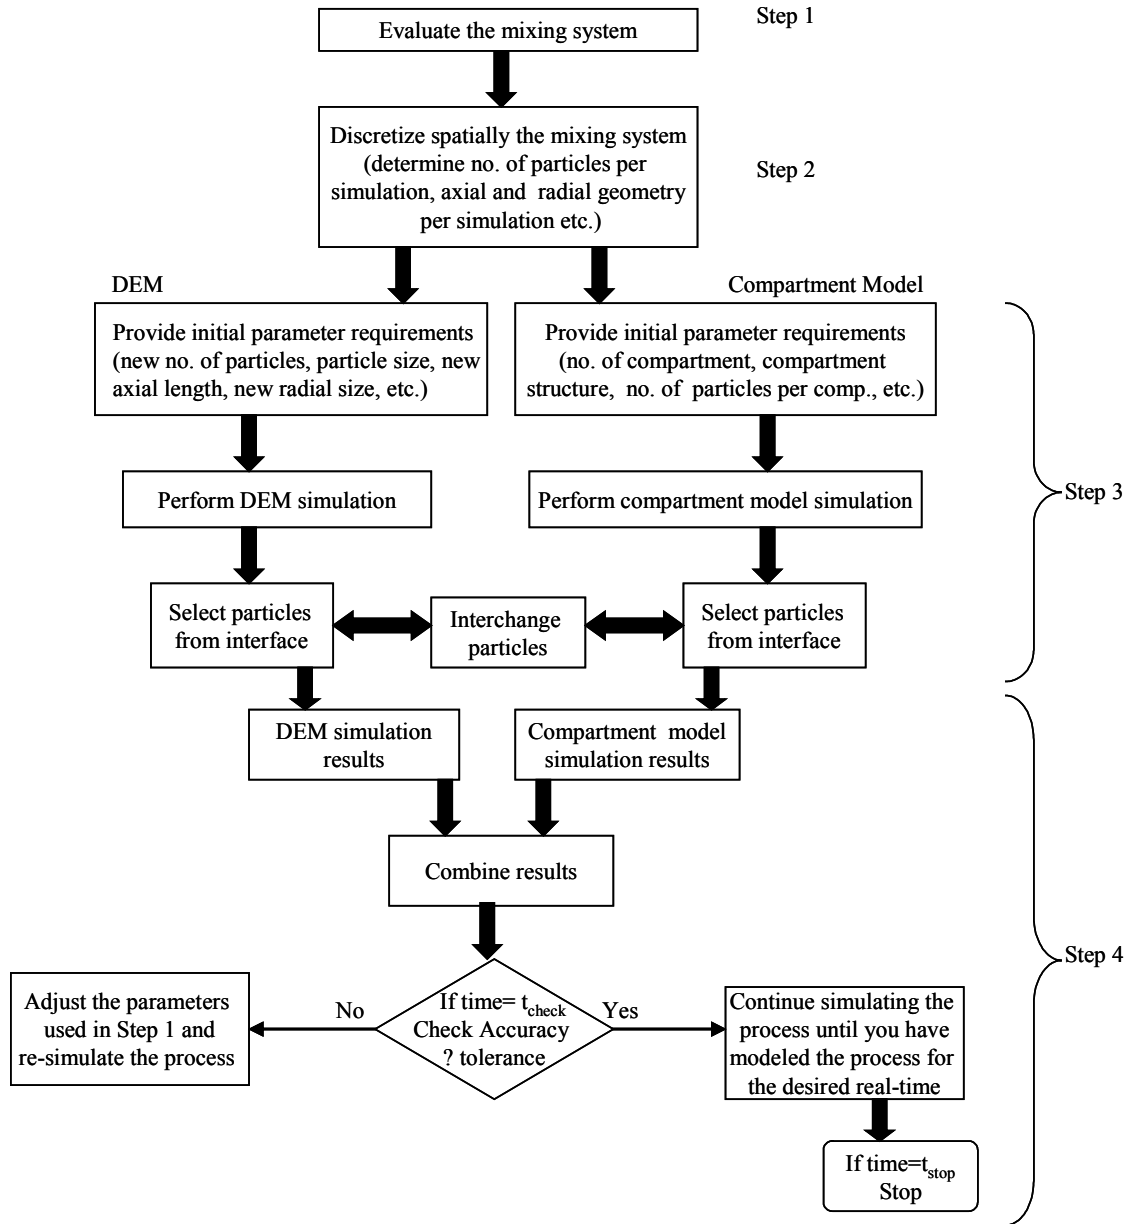 Evaluate the mixing system
Step 1
Discretize spatially the mixing system
(determine no. of particles per
simulation, axial and radial geometry
per simulation etc.)
Step 2
DEM
Compartment Model
Provide initial parameter requirements
(new no. of particles, particle size, new
axial length, new radial size, etc.)
Provide initial parameter requirements
(no. of compartment, compartment
structure, no. of particles per comp., etc.)
Perform DEM simulation
Perform compartment model simulation
Step 3
Select particles
from interface
Interchange
particles
Select particles
from interface
DEM simulation
results
Compartment model
simulation results
Combine results
Step 4
Adjust the parameters
used in Step 1 and
re-simulate the process
No
If time= tcheck
Check Accuracy
? tolerance
Yes
Continue simulating the
process until you have
modeled the process for
the desired real-time
If time=tstop
Stop